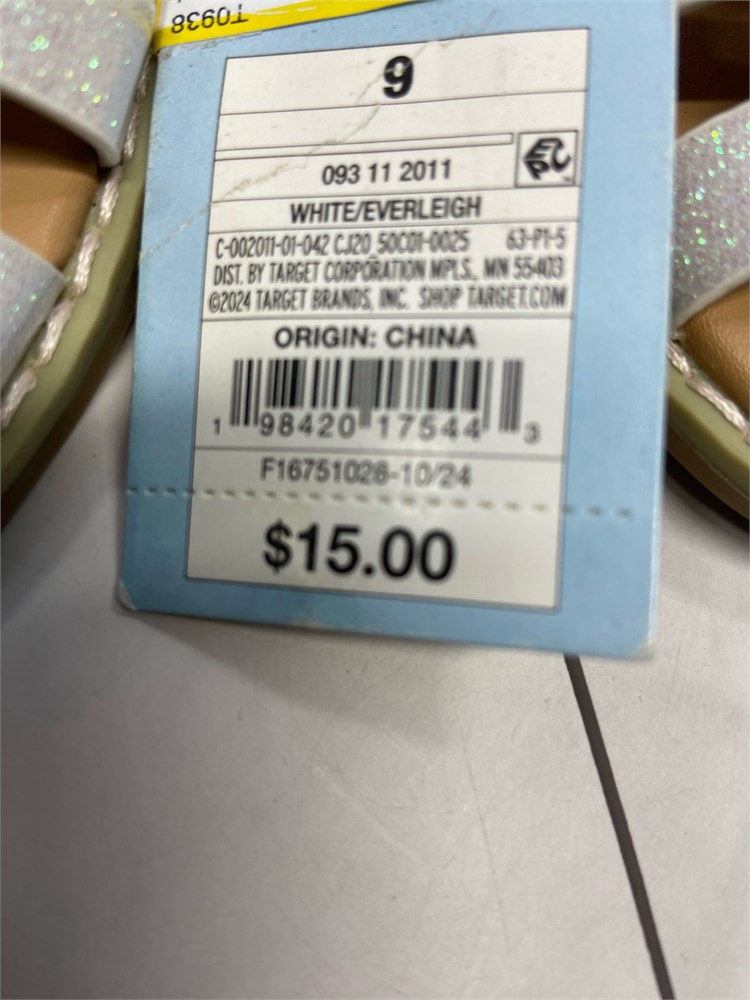 T0938
9
093 11 2011
EPC
WHITE/EVERLEIGH
C-002011-01-042 CJ20 50C01-0025 63-P1-5
DIST. BY TARGET CORPORATION MPLS., MN 55403
©2024 TARGET BRANDS, INC. SHOP TARGET.COM
ORIGIN: CHINA
1 98420 17544 3
F16751028-10/24
$15.00